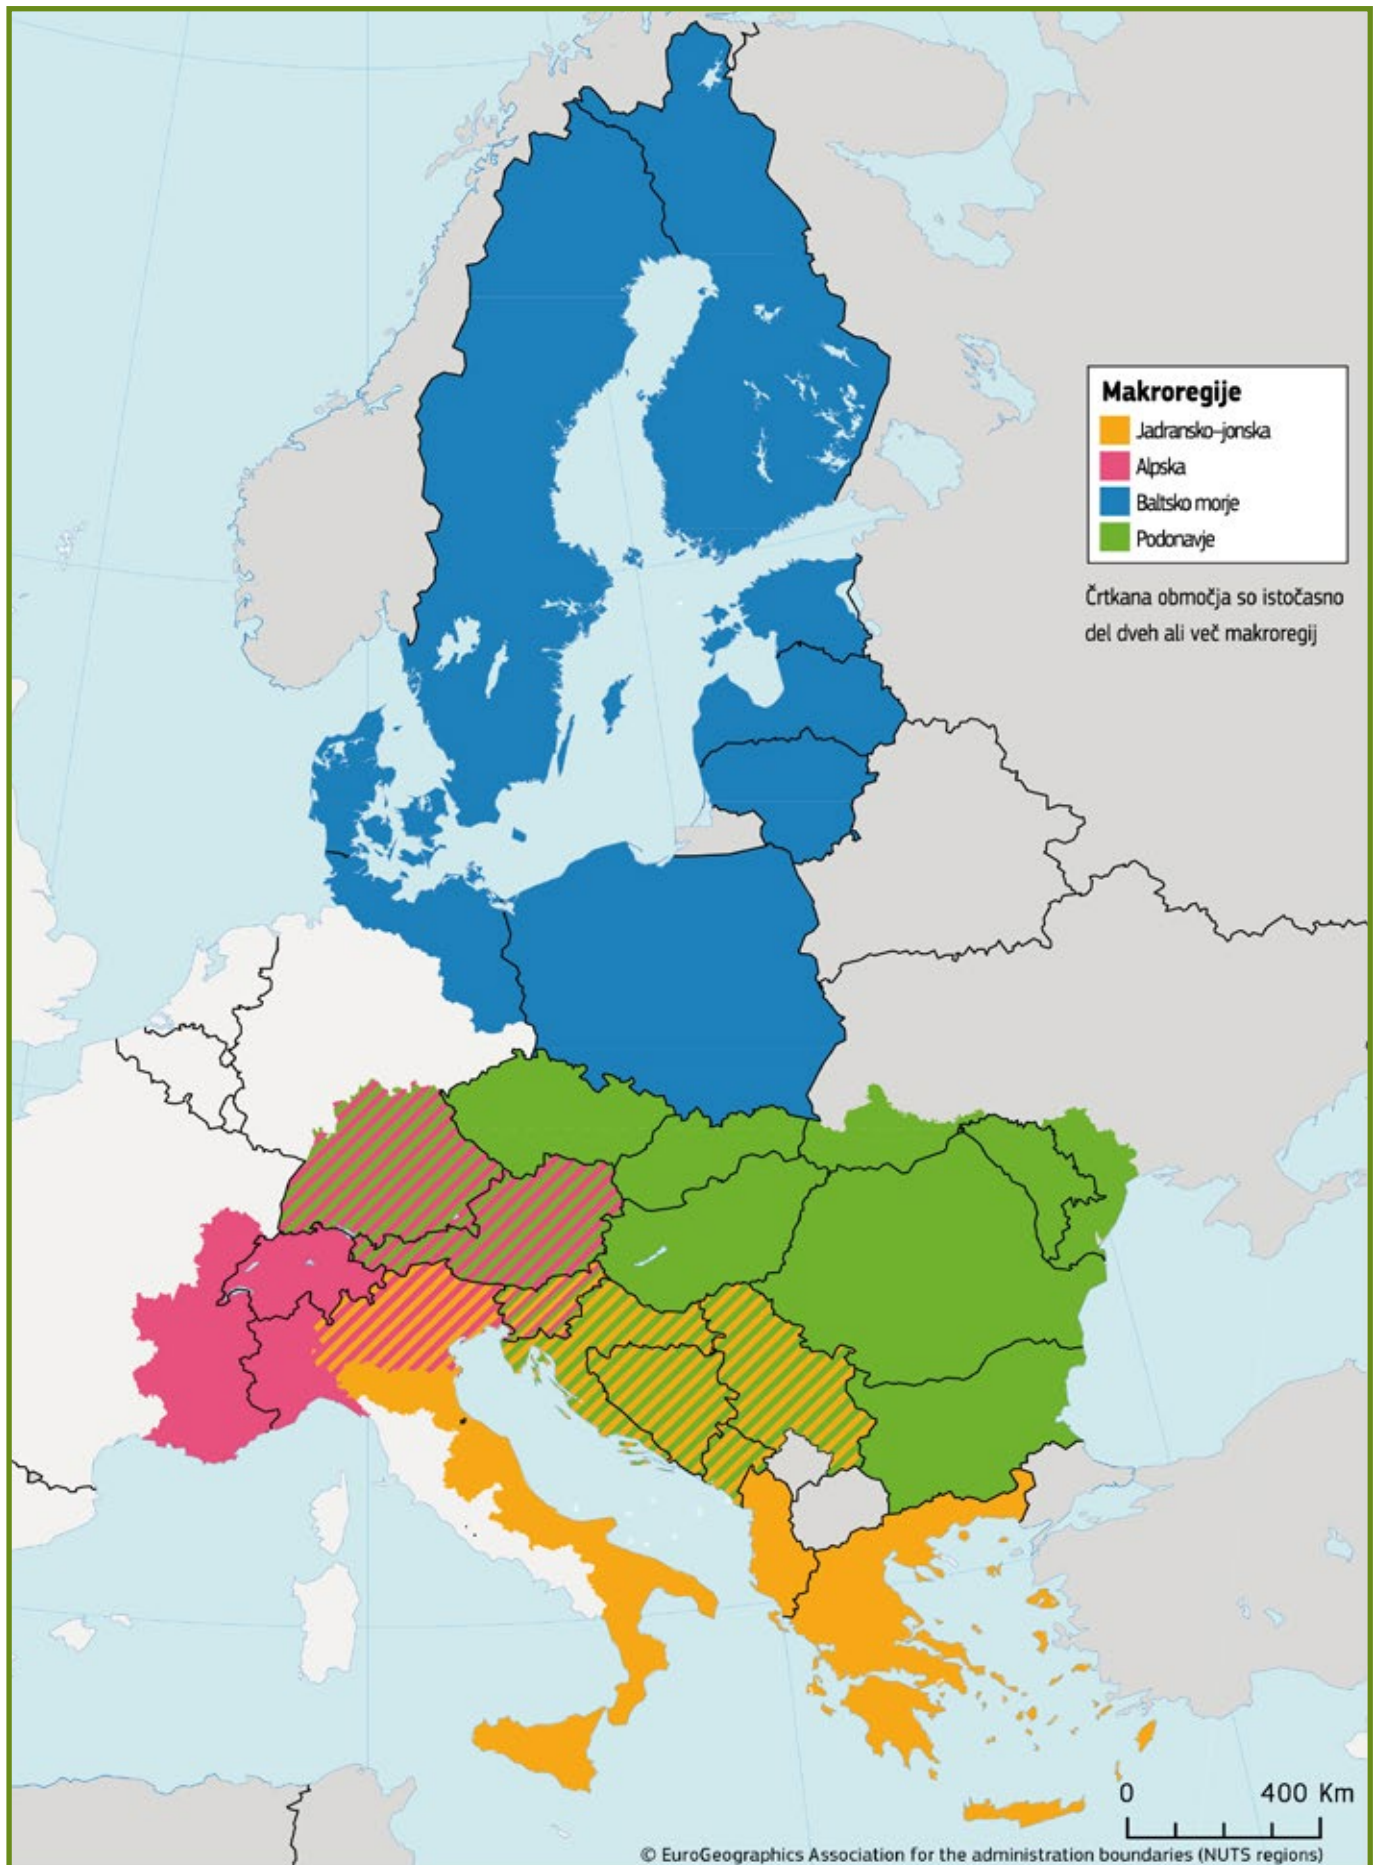 Makroregije
Jadransko-jonska
Alpska
Baltsko morje
Podonavje
Črtkana območja so istočasno
del dveh ali več makroregij
0 400 Km
© EuroGeographics Association for the administration boundaries (NUTS regions)